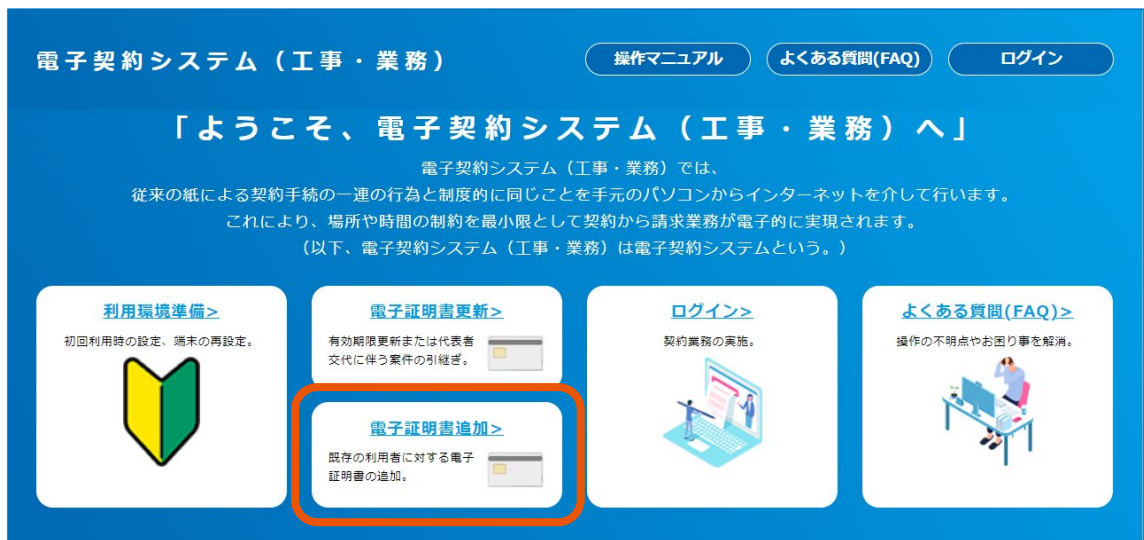 電子契約システム（工事・業務）
操作マニュアル
よくある質問(FAQ)
ログイン
「ようこそ、電子契約システム（工事・業務）へ」
電子契約システム（工事・業務）では、
従来の紙による契約手続の一連の行為と制度的に同じことを手元のパソコンからインターネットを介して行います。
これにより、場所や時間の制約を最小限として契約から請求業務が電子的に実現されます。
（以下、電子契約システム（工事・業務）は電子契約システムという。）
利用環境準備>
初回利用時の設定、端末の再設定。
電子証明書更新>
有効期限更新または代表者
交代に伴う案件の引継ぎ。
電子証明書追加>
既存の利用者に対する電子
証明書の追加。
ログイン>
契約業務の実施。
よくある質問(FAQ)>
操作の不明点やお困り事を解消。